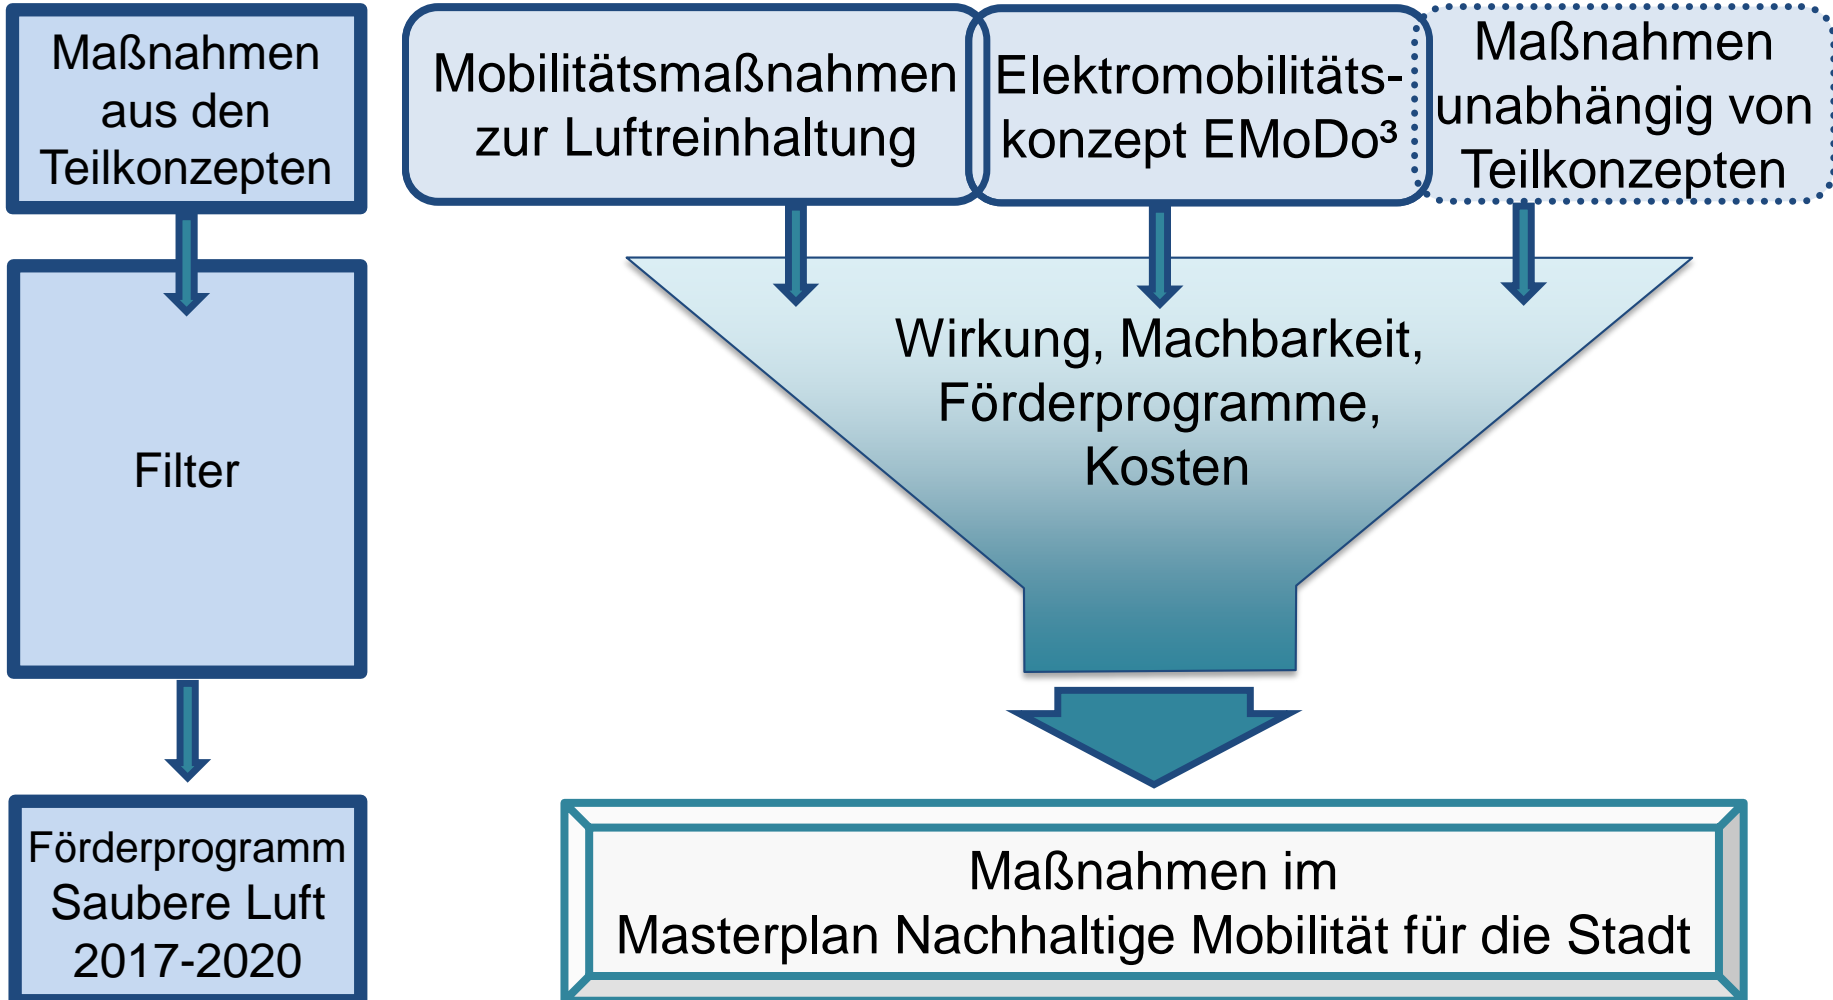 Maßnahmen
aus den
Teilkonzepten
Mobilitätsmaßnahmen
zur Luftreinhaltung
Elektromobilitäts-
konzept EMoDo³
Maßnahmen
unabhängig von
Teilkonzepten
Filter
Wirkung, Machbarkeit,
Förderprogramme,
Kosten
Förderprogramm
Saubere Luft
2017-2020
Maßnahmen im
Masterplan Nachhaltige Mobilität für die Stadt